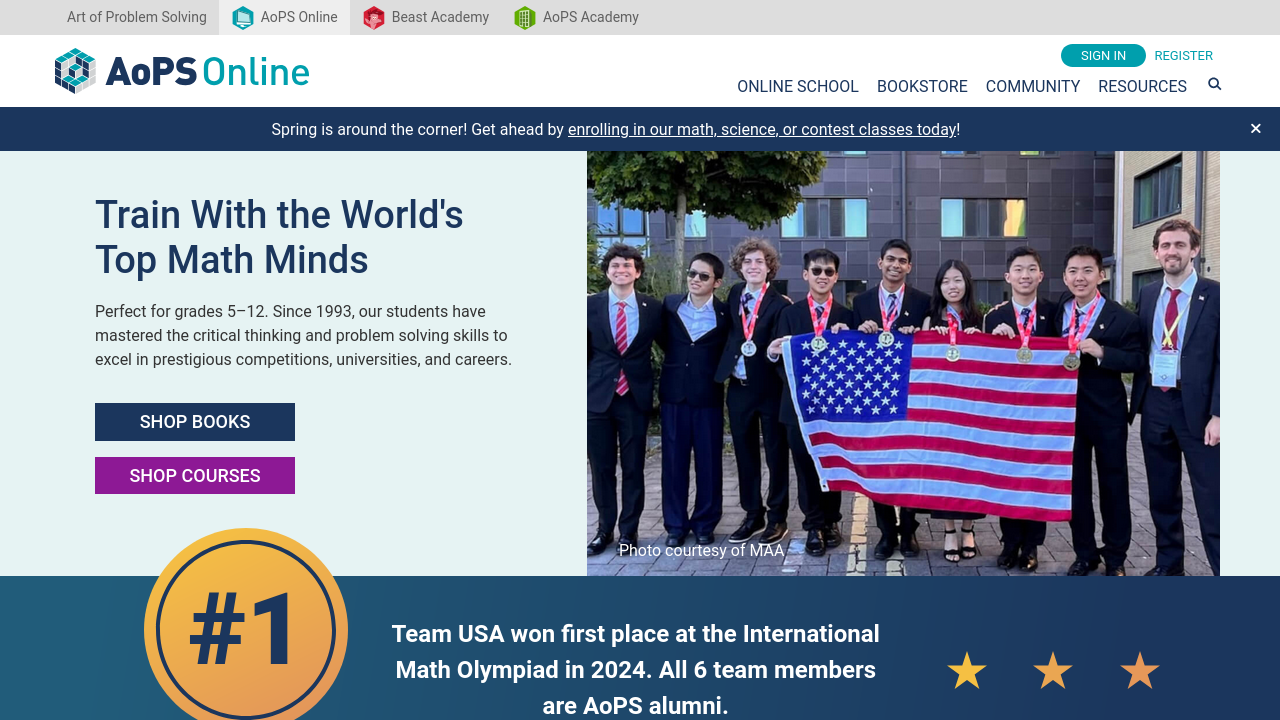 Art of Problem Solving
AoPS Online
Beast Academy
AoPS Academy
AoPS Online
SIGN IN
REGISTER
ONLINE SCHOOL
BOOKSTORE
COMMUNITY
RESOURCES
Spring is around the corner! Get ahead by enrolling in our math, science, or contest classes today!
Train With the World's
Top Math Minds
Perfect for grades 5–12. Since 1993, our students have
mastered the critical thinking and problem solving skills to
excel in prestigious competitions, universities, and careers.
SHOP BOOKS
SHOP COURSES
Photo courtesy of MAA
#1
Team USA won first place at the International
Math Olympiad in 2024. All 6 team members
are AoPS alumni.